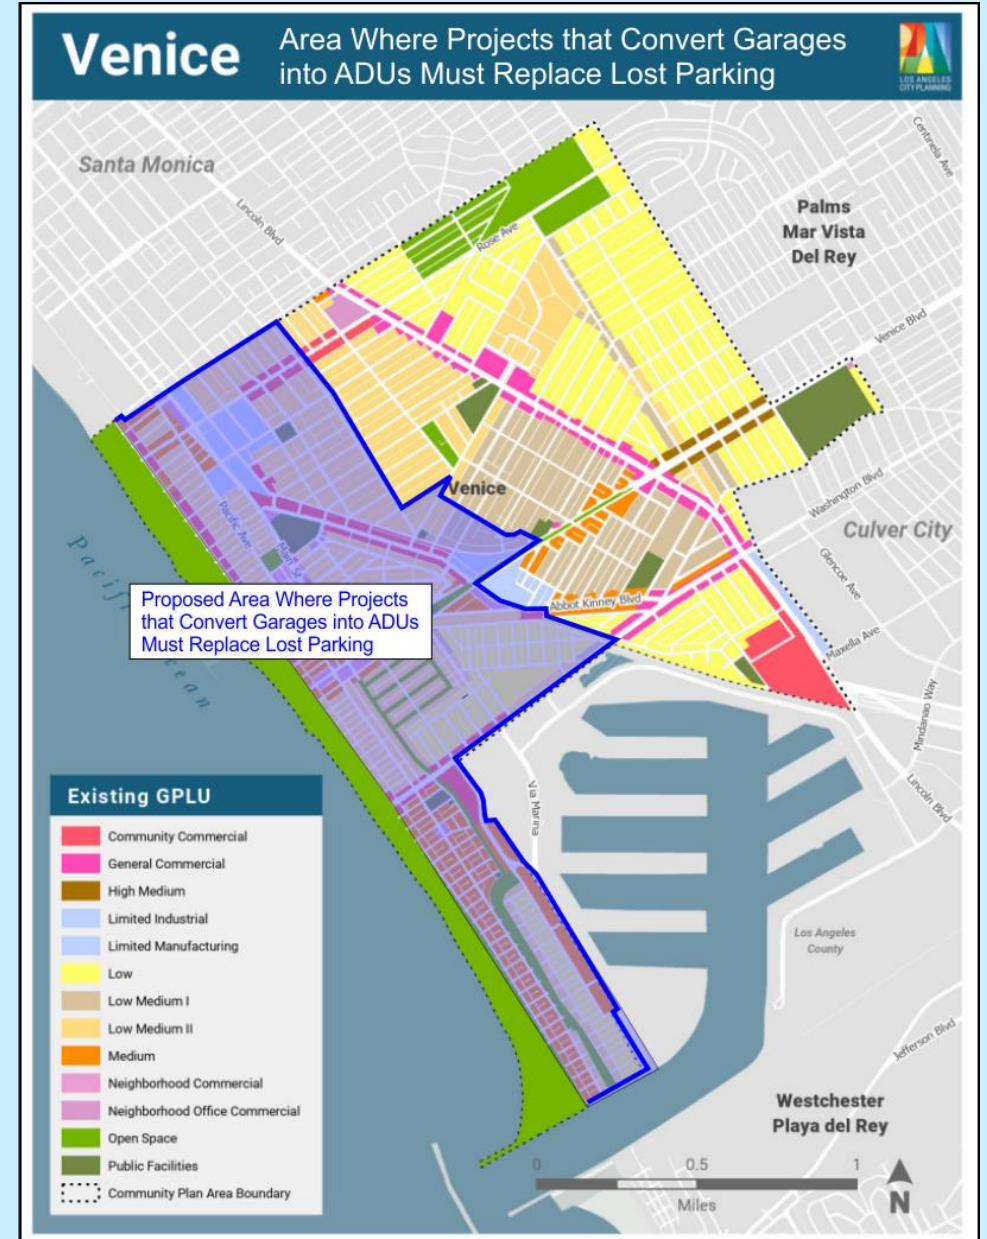 Venice
Area Where Projects that Convert Garages
into ADUs Must Replace Lost Parking
LOS ANGELES
CITY PLANNING
Santa Monica
Lincoln Blvd
Centinela Ave
Palms
Mar Vista
Del Rey
Rose Ave
Venice Blvd
Venice
Washington Blvd
Culver City
Pacific Ave
Main St
Glencoe Ave
Abbot Kinney Blvd
Maxella Ave
Pacific Ocean
Proposed Area Where Projects
that Convert Garages into ADUs
Must Replace Lost Parking
Mindanao Way
Lincoln Blvd
Via Marina
Los Angeles
County
Jefferson Blvd
Westchester
Playa del Rey
Existing GPLU
Community Commercial
General Commercial
High Medium
Limited Industrial
Limited Manufacturing
Low
Low Medium I
Low Medium II
Medium
Neighborhood Commercial
Neighborhood Office Commercial
Open Space
Public Facilities
Community Plan Area Boundary
0 0.5 1
Miles
N